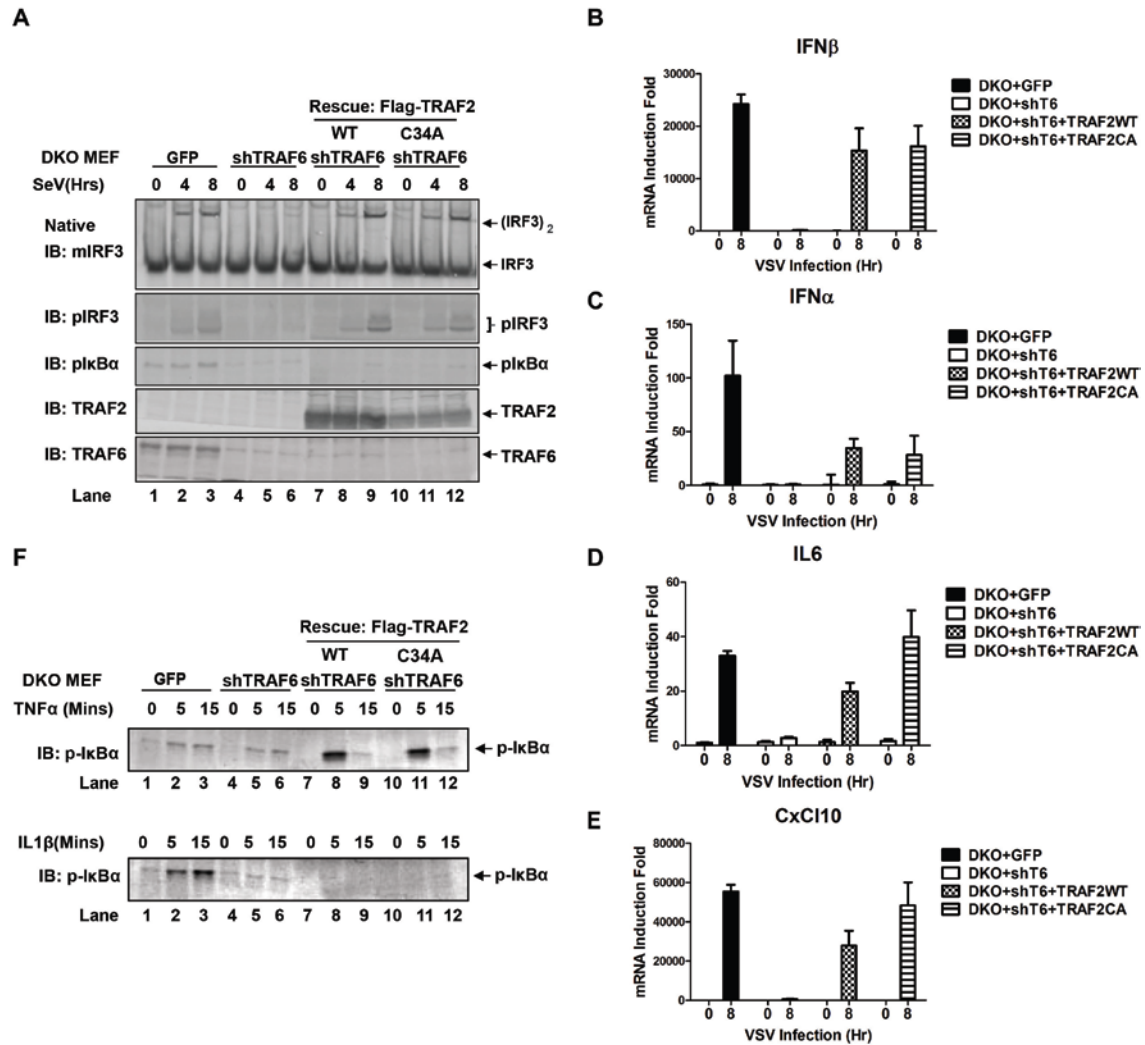 A
Rescue: Flag-TRAF2
WT C34A
DKO MEF GFP shTRAF6 shTRAF6 shTRAF6
SeV(Hrs) 0 4 8 0 4 8 0 4 8 0 4 8
Native
IB: mIRF3
(IRF3)2
IRF3
IB: pIRF3
pIRF3
IB: pIκBα
pIκBα
IB: TRAF2
TRAF2
IB: TRAF6
TRAF6
Lane 1 2 3 4 5 6 7 8 9 10 11 12
F
Rescue: Flag-TRAF2
WT C34A
DKO MEF GFP shTRAF6 shTRAF6 shTRAF6
TNFα (Mins) 0 5 15 0 5 15 0 5 15 0 5 15
IB: p-IκBα
p-IκBα
Lane 1 2 3 4 5 6 7 8 9 10 11 12
IL1β(Mins) 0 5 15 0 5 15 0 5 15 0 5 15
IB: p-IκBα
p-IκBα
Lane 1 2 3 4 5 6 7 8 9 10 11 12
B
IFNβ
mRNA Induction Fold
30000
20000
10000
0
0 8 0 8 0 8 0 8
VSV Infection (Hr)
DKO+GFP
DKO+shT6
DKO+shT6+TRAF2WT
DKO+shT6+TRAF2CA
C
IFNα
mRNA Induction Fold
150
100
50
0
0 8 0 8 0 8 0 8
VSV Infection (Hr)
DKO+GFP
DKO+shT6
DKO+shT6+TRAF2WT
DKO+shT6+TRAF2CA
D
IL6
mRNA Induction Fold
60
40
20
0
0 8 0 8 0 8 0 8
VSV Infection (Hr)
DKO+GFP
DKO+shT6
DKO+shT6+TRAF2WT
DKO+shT6+TRAF2CA
E
CxCl10
mRNA Induction Fold
80000
60000
40000
20000
0
0 8 0 8 0 8 0 8
VSV Infection (Hr)
DKO+GFP
DKO+shT6
DKO+shT6+TRAF2WT
DKO+shT6+TRAF2CA